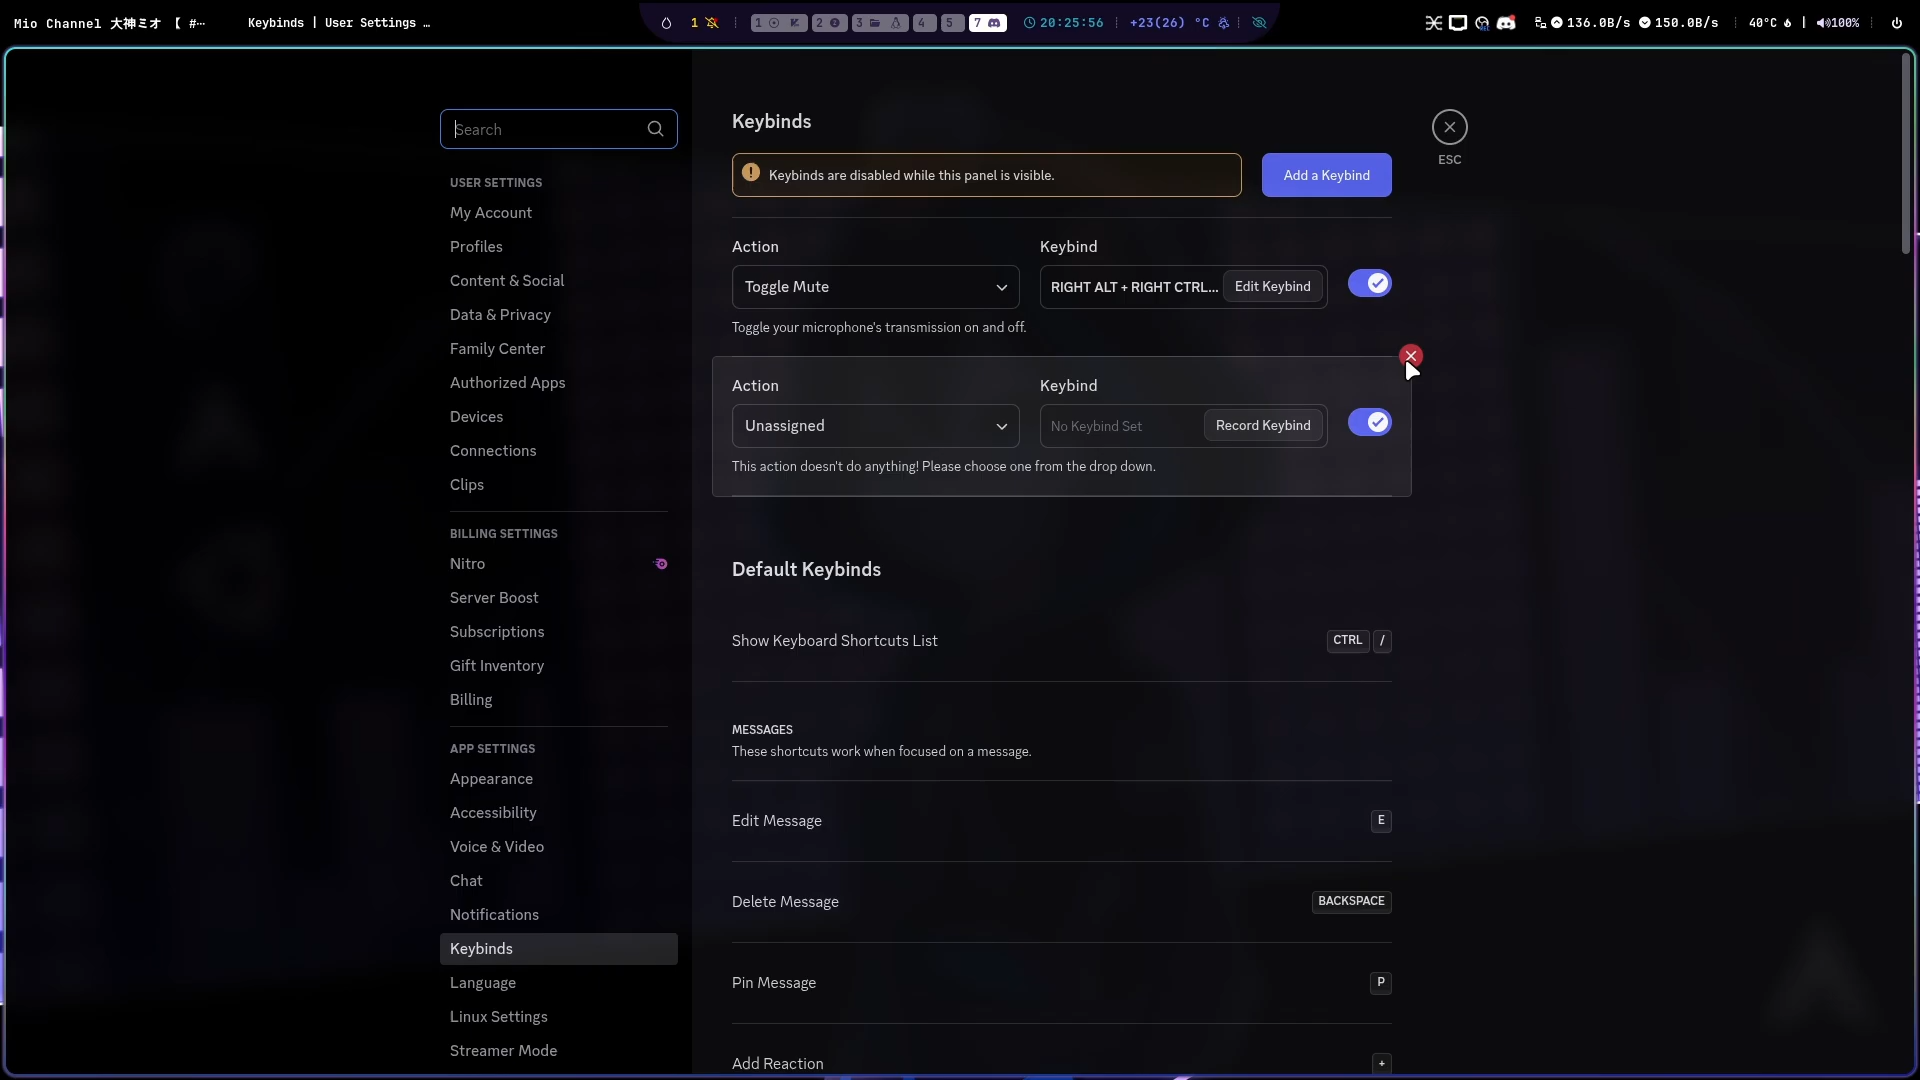 Mio Channel 大神ミオ 【 #…
Keybinds | User Settings …
1
1
2
3
4
5
7
20:25:56
+23(26) °C
136.0B/s
150.0B/s
40°C
100%
Search
USER SETTINGS
My Account
Profiles
Content & Social
Data & Privacy
Family Center
Authorized Apps
Devices
Connections
Clips
BILLING SETTINGS
Nitro
Server Boost
Subscriptions
Gift Inventory
Billing
APP SETTINGS
Appearance
Accessibility
Voice & Video
Chat
Notifications
Keybinds
Language
Linux Settings
Streamer Mode
Keybinds
Keybinds are disabled while this panel is visible.
Add a Keybind
ESC
Action
Keybind
Toggle Mute
RIGHT ALT + RIGHT CTRL...
Edit Keybind
Toggle your microphone's transmission on and off.
Action
Keybind
Unassigned
No Keybind Set
Record Keybind
This action doesn't do anything! Please choose one from the drop down.
Default Keybinds
Show Keyboard Shortcuts List
CTRL /
MESSAGES
These shortcuts work when focused on a message.
Edit Message
E
Delete Message
BACKSPACE
Pin Message
P
Add Reaction
+